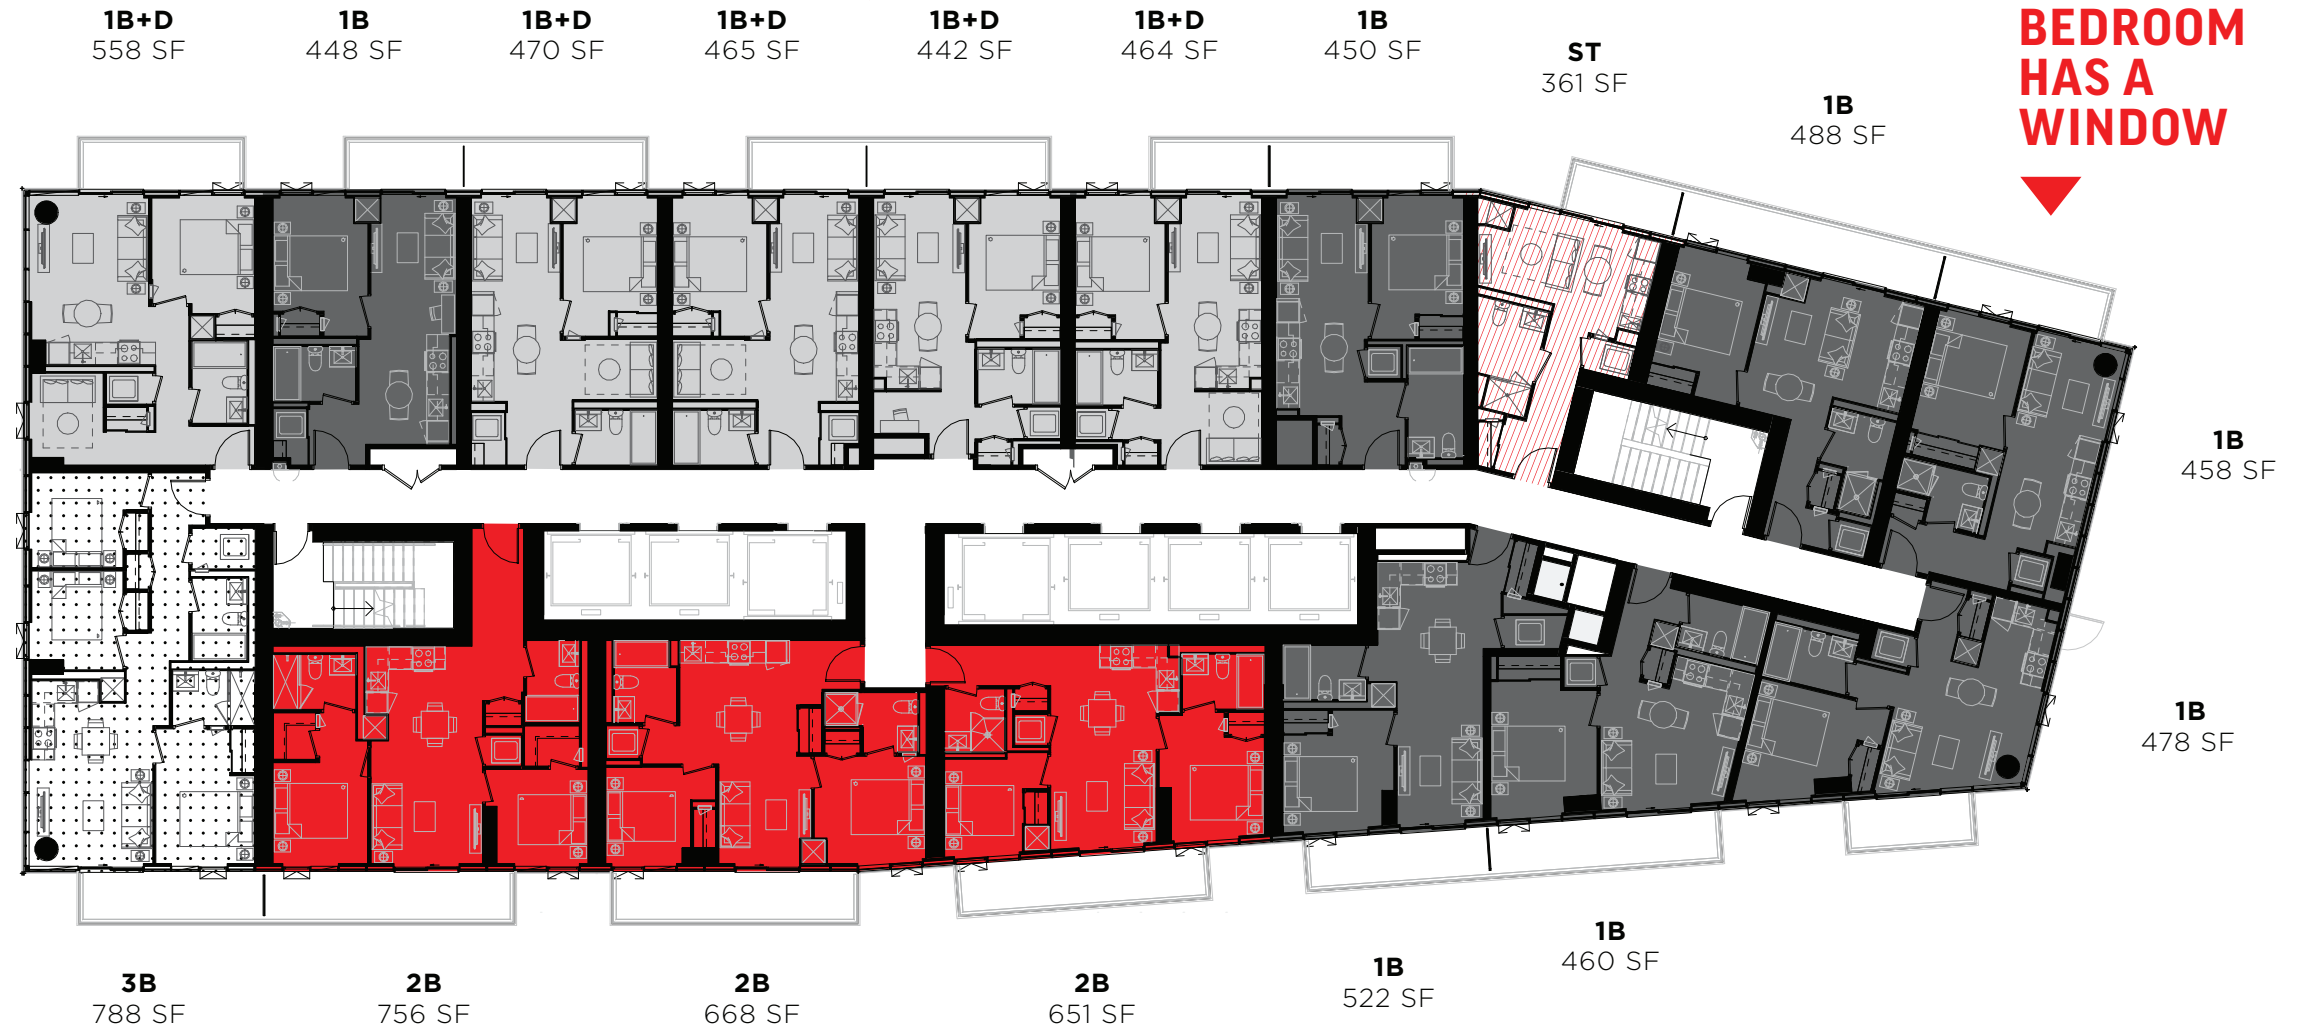 1B+D
558 SF
1B
448 SF
1B+D
470 SF
1B+D
465 SF
1B+D
442 SF
1B+D
464 SF
1B
450 SF
ST
361 SF
1B
488 SF
BEDROOM
HAS A
WINDOW
1B
458 SF
1B
478 SF
3B
788 SF
2B
756 SF
2B
668 SF
2B
651 SF
1B
522 SF
1B
460 SF